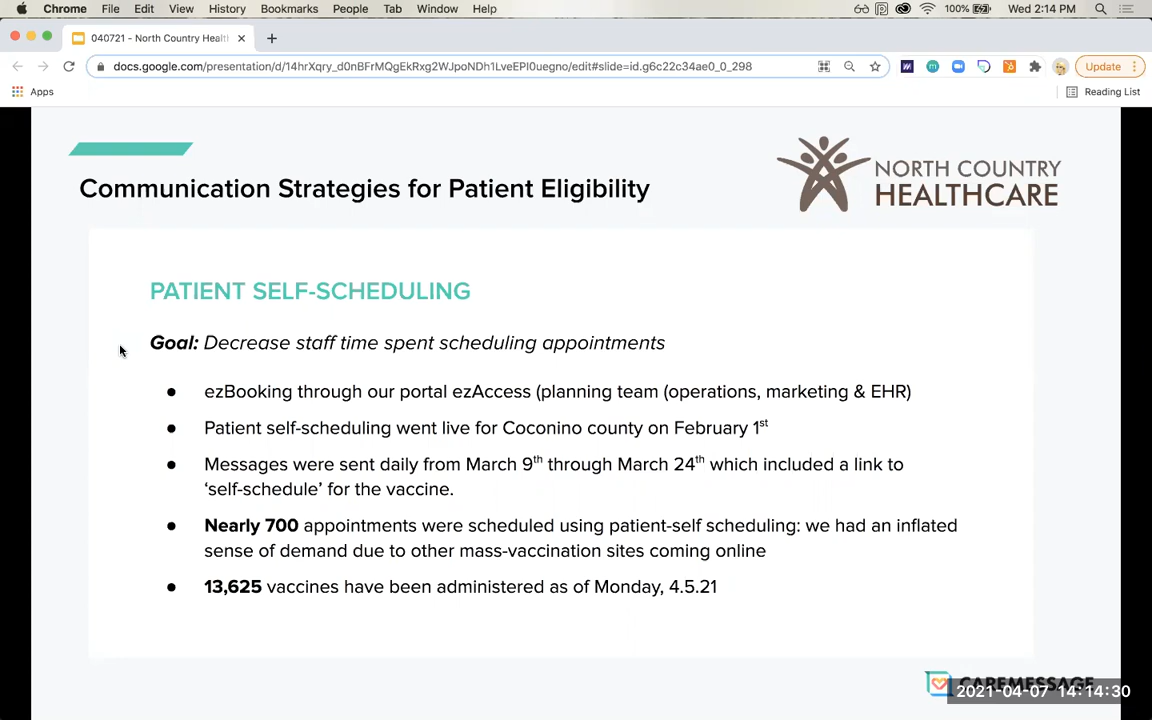 Chrome File Edit View History Bookmarks People Tab Window Help 100% Wed 2:14 PM
040721 - North Country Healt
docs.google.com/presentation/d/14hrXqry_d0nBFrMQgEkRxg2WJpoNDh1LveEPI0uegno/edit#slide=id.g6c22c34ae0_0_298 Update
Apps Reading List
NORTH COUNTRY
HEALTHCARE
Communication Strategies for Patient Eligibility
PATIENT SELF-SCHEDULING
Goal: Decrease staff time spent scheduling appointments
● ezBooking through our portal ezAccess (planning team (operations, marketing & EHR)
● Patient self-scheduling went live for Coconino county on February 1st
● Messages were sent daily from March 9th through March 24th which included a link to
‘self-schedule’ for the vaccine.
● Nearly 700 appointments were scheduled using patient-self scheduling: we had an inflated
sense of demand due to other mass-vaccination sites coming online
● 13,625 vaccines have been administered as of Monday, 4.5.21
CAREMESSAGE
2021-04-07 14:14:30